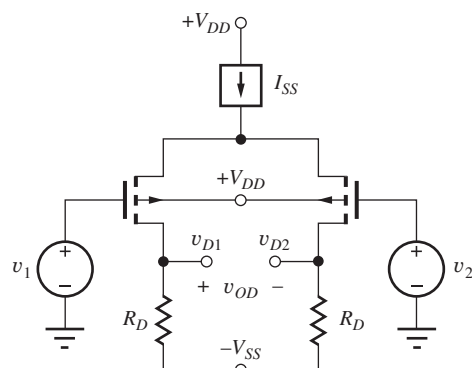 +V_DD
I_SS
+V_DD
v_D1 v_D2
+ +
v_1 v_2
− −
+ v_OD −
R_D R_D
−V_SS